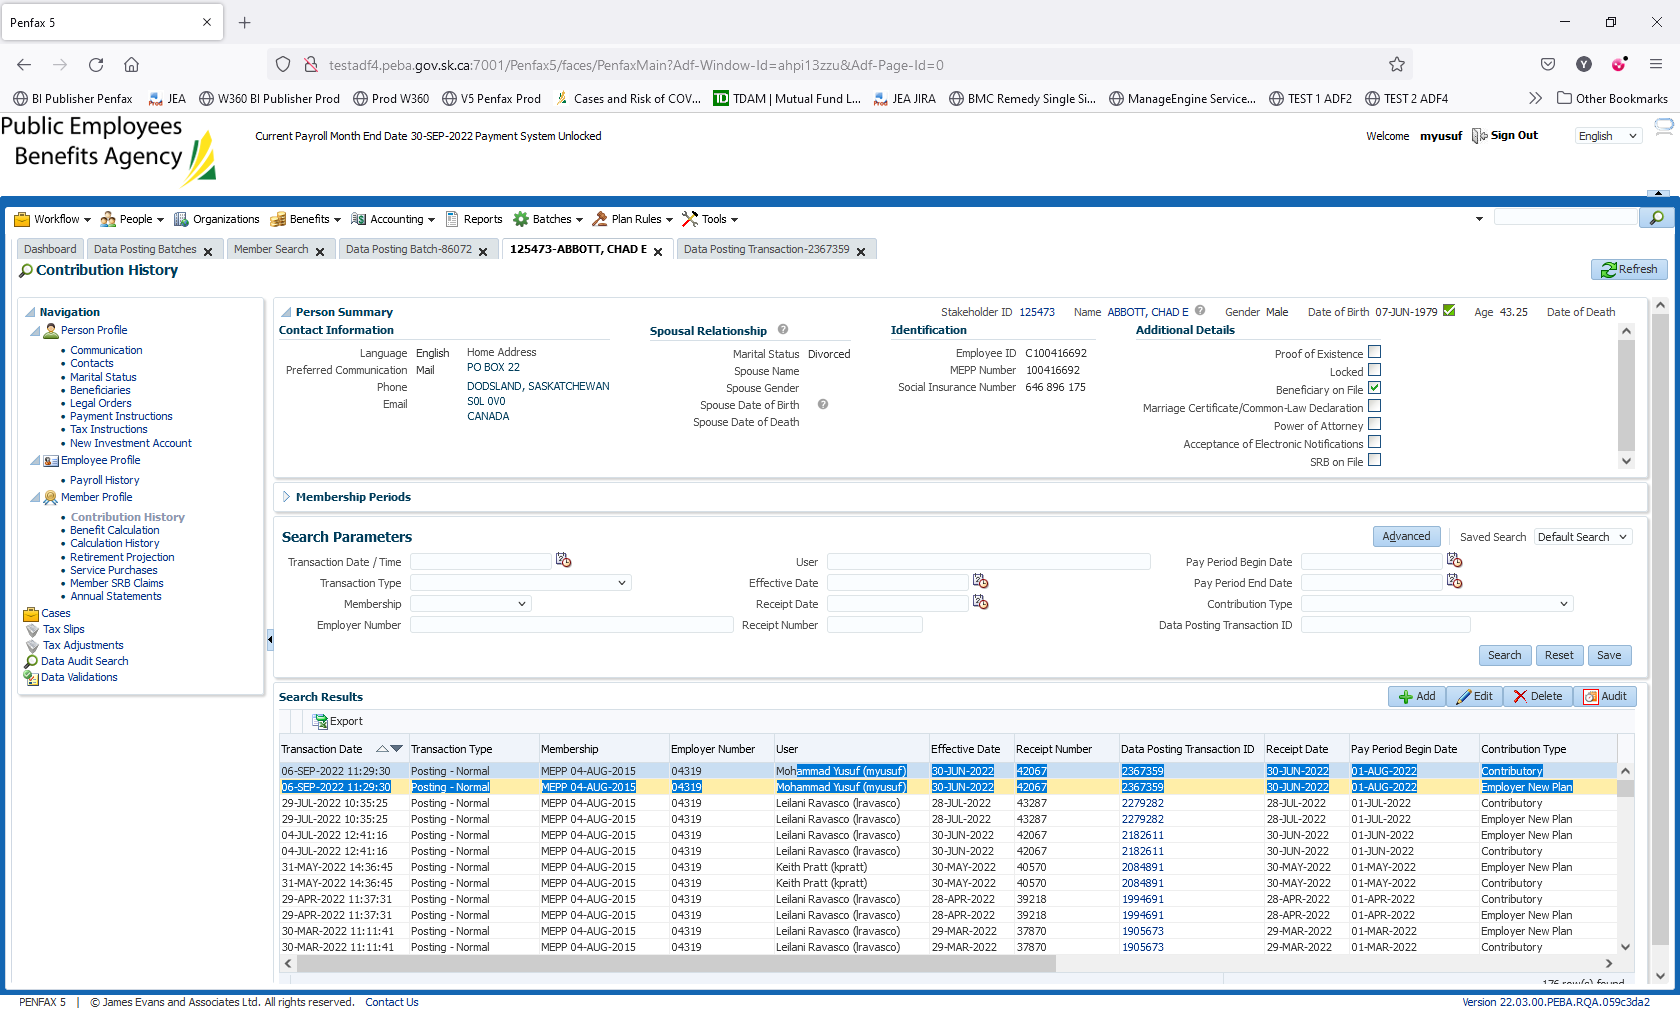 Penfax 5
testadf4.peba.gov.sk.ca:7001/Penfax5/faces/PenfaxMain?Adf-Window-Id=ahpi13zzu&Adf-Page-Id=0
BI Publisher Penfax JEA W360 BI Publisher Prod Prod W360 V5 Penfax Prod Cases and Risk of COV... TDAM | Mutual Fund L... JEA JIRA BMC Remedy Single Si... ManageEngine Service... TEST 1 ADF2 TEST 2 ADF4 Other Bookmarks
Public Employees
Benefits Agency
Current Payroll Month End Date 30-SEP-2022 Payment System Unlocked
Welcome myusuf Sign Out English
Workflow People Organizations Benefits Accounting Reports Batches Plan Rules Tools
Dashboard Data Posting Batches Member Search Data Posting Batch-86072 125473-ABBOTT, CHAD E Data Posting Transaction-2367359
Contribution History
Refresh
Navigation
Person Profile
Communication
Contacts
Marital Status
Beneficiaries
Legal Orders
Payment Instructions
Tax Instructions
New Investment Account
Employee Profile
Payroll History
Member Profile
Contribution History
Benefit Calculation
Calculation History
Retirement Projection
Service Purchases
Member SRB Claims
Annual Statements
Cases
Tax Slips
Tax Adjustments
Data Audit Search
Data Validations
Person Summary
Stakeholder ID 125473 Name ABBOTT, CHAD E Gender Male Date of Birth 07-JUN-1979 Age 43.25 Date of Death
Contact Information
Language English
Preferred Communication Mail
Phone
Email
Home Address
PO BOX 22
DODSLAND, SASKATCHEWAN
S0L 0V0
CANADA
Spousal Relationship
Marital Status Divorced
Spouse Name
Spouse Gender
Spouse Date of Birth
Spouse Date of Death
Identification
Employee ID C100416692
MEPP Number 100416692
Social Insurance Number 646 896 175
Additional Details
Proof of Existence
Locked
Beneficiary on File
Marriage Certificate/Common-Law Declaration
Power of Attorney
Acceptance of Electronic Notifications
SRB on File
Membership Periods
Search Parameters
Advanced Saved Search Default Search
Transaction Date / Time User Pay Period Begin Date
Transaction Type Effective Date Pay Period End Date
Membership Receipt Date Contribution Type
Employer Number Receipt Number Data Posting Transaction ID
Search Reset Save
Search Results
Add Edit Delete Audit
Export
Transaction Date Transaction Type Membership Employer Number User Effective Date Receipt Number Data Posting Transaction ID Receipt Date Pay Period Begin Date Contribution Type
06-SEP-2022 11:29:30 Posting - Normal MEPP 04-AUG-2015 04319 Mohammad Yusuf (myusuf) 30-JUN-2022 42067 2367359 30-JUN-2022 01-AUG-2022 Contributory
06-SEP-2022 11:29:30 Posting - Normal MEPP 04-AUG-2015 04319 Mohammad Yusuf (myusuf) 30-JUN-2022 42067 2367359 30-JUN-2022 01-AUG-2022 Employer New Plan
29-JUL-2022 10:35:25 Posting - Normal MEPP 04-AUG-2015 04319 Leilani Ravasco (lravasco) 28-JUL-2022 43287 2279282 28-JUL-2022 01-JUL-2022 Contributory
29-JUL-2022 10:35:25 Posting - Normal MEPP 04-AUG-2015 04319 Leilani Ravasco (lravasco) 28-JUL-2022 43287 2279282 28-JUL-2022 01-JUL-2022 Employer New Plan
04-JUL-2022 12:41:16 Posting - Normal MEPP 04-AUG-2015 04319 Leilani Ravasco (lravasco) 30-JUN-2022 42067 2182611 30-JUN-2022 01-JUN-2022 Employer New Plan
04-JUL-2022 12:41:16 Posting - Normal MEPP 04-AUG-2015 04319 Leilani Ravasco (lravasco) 30-JUN-2022 42067 2182611 30-JUN-2022 01-JUN-2022 Contributory
31-MAY-2022 14:36:45 Posting - Normal MEPP 04-AUG-2015 04319 Keith Pratt (kpratt) 30-MAY-2022 40570 2084891 30-MAY-2022 01-MAY-2022 Employer New Plan
31-MAY-2022 14:36:45 Posting - Normal MEPP 04-AUG-2015 04319 Keith Pratt (kpratt) 30-MAY-2022 40570 2084891 30-MAY-2022 01-MAY-2022 Contributory
29-APR-2022 11:37:31 Posting - Normal MEPP 04-AUG-2015 04319 Leilani Ravasco (lravasco) 28-APR-2022 39218 1994691 28-APR-2022 01-APR-2022 Contributory
29-APR-2022 11:37:31 Posting - Normal MEPP 04-AUG-2015 04319 Leilani Ravasco (lravasco) 28-APR-2022 39218 1994691 28-APR-2022 01-APR-2022 Employer New Plan
30-MAR-2022 11:11:41 Posting - Normal MEPP 04-AUG-2015 04319 Leilani Ravasco (lravasco) 29-MAR-2022 37870 1905673 29-MAR-2022 01-MAR-2022 Employer New Plan
30-MAR-2022 11:11:41 Posting - Normal MEPP 04-AUG-2015 04319 Leilani Ravasco (lravasco) 29-MAR-2022 37870 1905673 29-MAR-2022 01-MAR-2022 Contributory
176 row(s) found
PENFAX 5 | © James Evans and Associates Ltd. All rights reserved. Contact Us
Version 22.03.00.PEBA.RQA.059c3da2